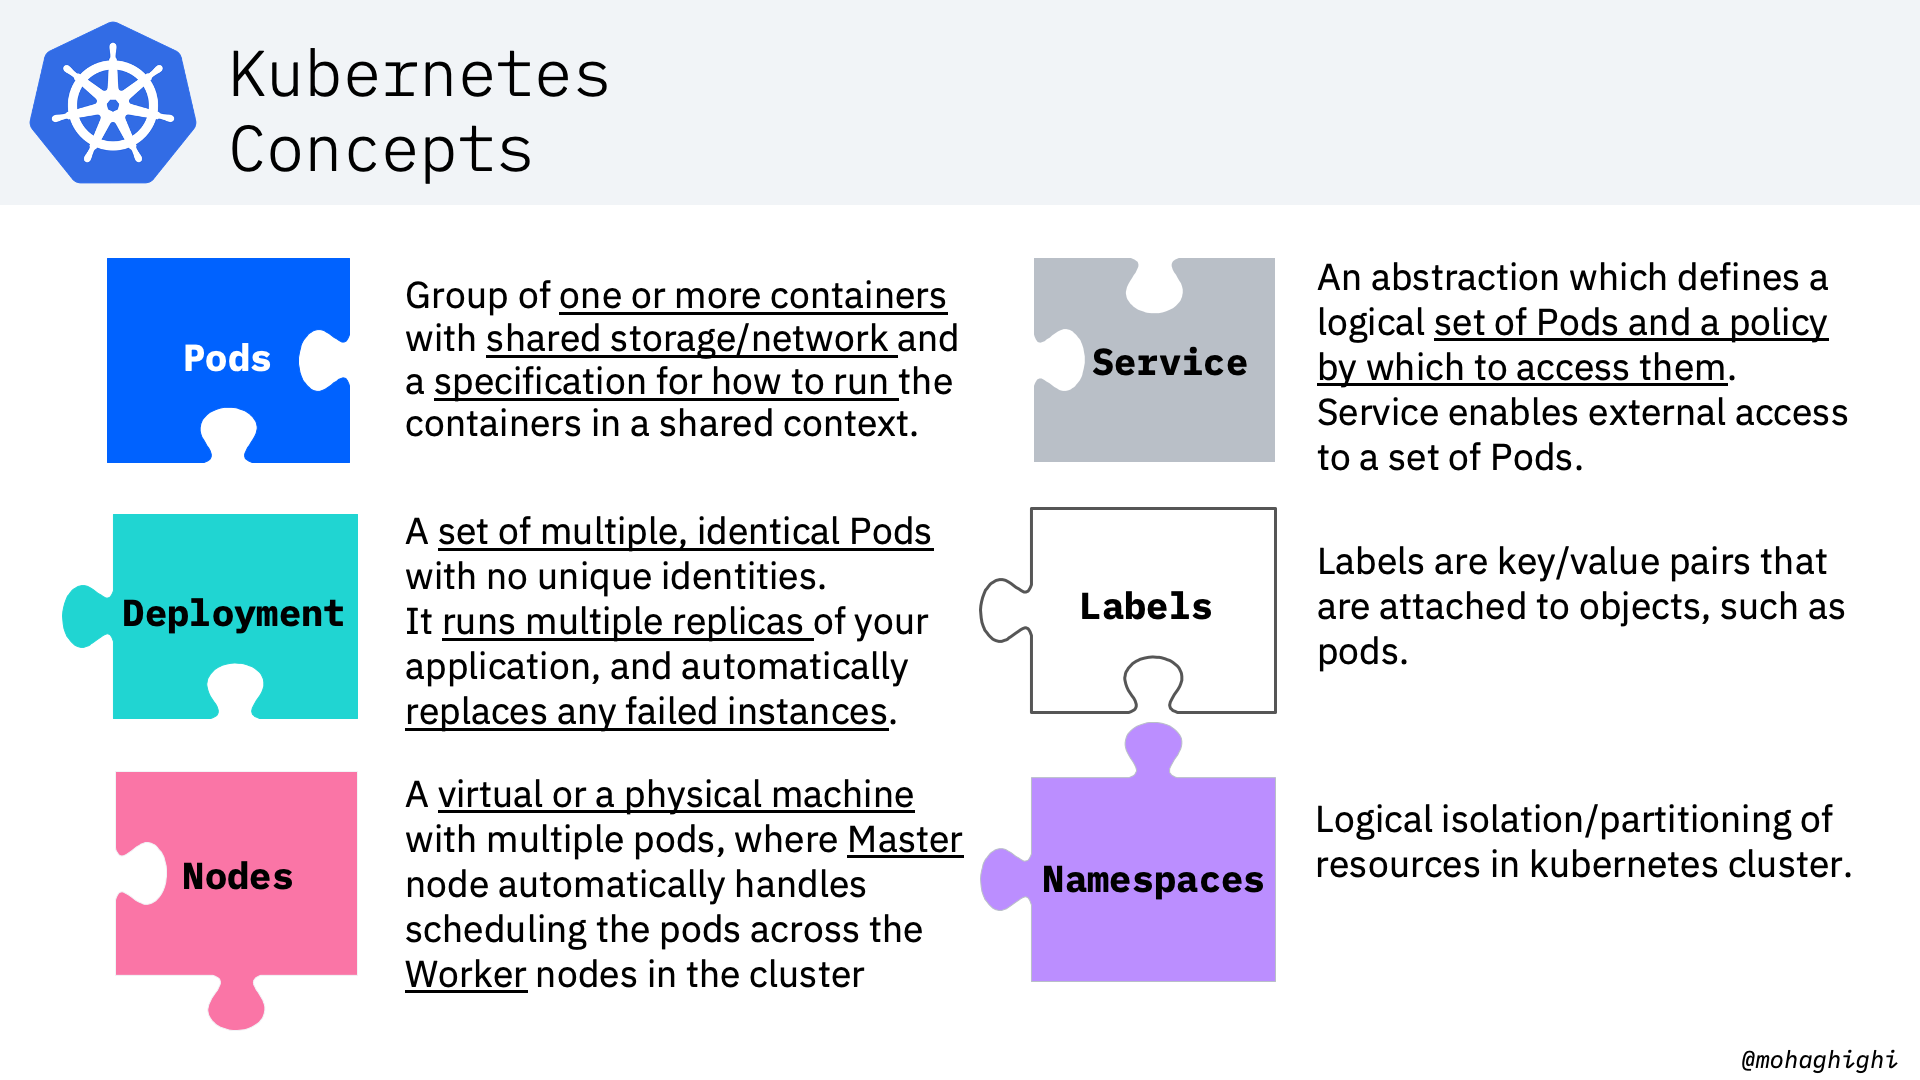 Kubernetes
Concepts
Pods
Group of one or more containers
with shared storage/network and
a specification for how to run the
containers in a shared context.
Deployment
A set of multiple, identical Pods
with no unique identities.
It runs multiple replicas of your
application, and automatically
replaces any failed instances.
Nodes
A virtual or a physical machine
with multiple pods, where Master
node automatically handles
scheduling the pods across the
Worker nodes in the cluster
Service
An abstraction which defines a
logical set of Pods and a policy
by which to access them.
Service enables external access
to a set of Pods.
Labels
Labels are key/value pairs that
are attached to objects, such as
pods.
Namespaces
Logical isolation/partitioning of
resources in kubernetes cluster.
@mohaghighi